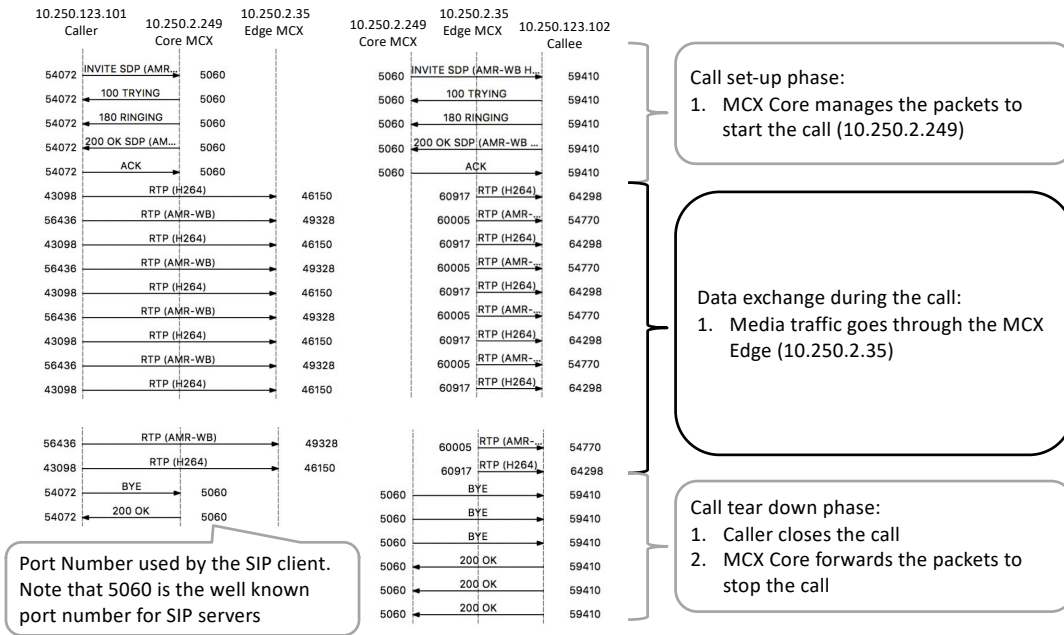 10.250.123.101
Caller
10.250.2.249
Core MCX
10.250.2.35
Edge MCX
54072 INVITE SDP (AMR... 5060
54072 100 TRYING 5060
54072 180 RINGING 5060
54072 200 OK SDP (AM... 5060
54072 ACK 5060
43098 RTP (H264) 46150
56436 RTP (AMR-WB) 49328
43098 RTP (H264) 46150
56436 RTP (AMR-WB) 49328
43098 RTP (H264) 46150
56436 RTP (AMR-WB) 49328
43098 RTP (H264) 46150
56436 RTP (AMR-WB) 49328
43098 RTP (H264) 46150
56436 RTP (AMR-WB) 49328
43098 RTP (H264) 46150
54072 BYE 5060
54072 200 OK 5060
Port Number used by the SIP client.
Note that 5060 is the well known
port number for SIP servers
10.250.2.249
Core MCX
10.250.2.35
Edge MCX
10.250.123.102
Callee
5060 INVITE SDP (AMR-WB H... 59410
5060 100 TRYING 59410
5060 180 RINGING 59410
5060 200 OK SDP (AMR-WB ... 59410
5060 ACK 59410
60917 RTP (H264) 64298
60005 RTP (AMR-... 54770
60917 RTP (H264) 64298
60005 RTP (AMR-... 54770
60917 RTP (H264) 64298
60005 RTP (AMR-... 54770
60917 RTP (H264) 64298
60005 RTP (AMR-... 54770
60917 RTP (H264) 64298
60005 RTP (AMR-... 54770
60917 RTP (H264) 64298
5060 BYE 59410
5060 BYE 59410
5060 BYE 59410
5060 200 OK 59410
5060 200 OK 59410
5060 200 OK 59410
Call set-up phase:
1. MCX Core manages the packets to
start the call (10.250.2.249)
Data exchange during the call:
1. Media traffic goes through the MCX
Edge (10.250.2.35)
Call tear down phase:
1. Caller closes the call
2. MCX Core forwards the packets to
stop the call